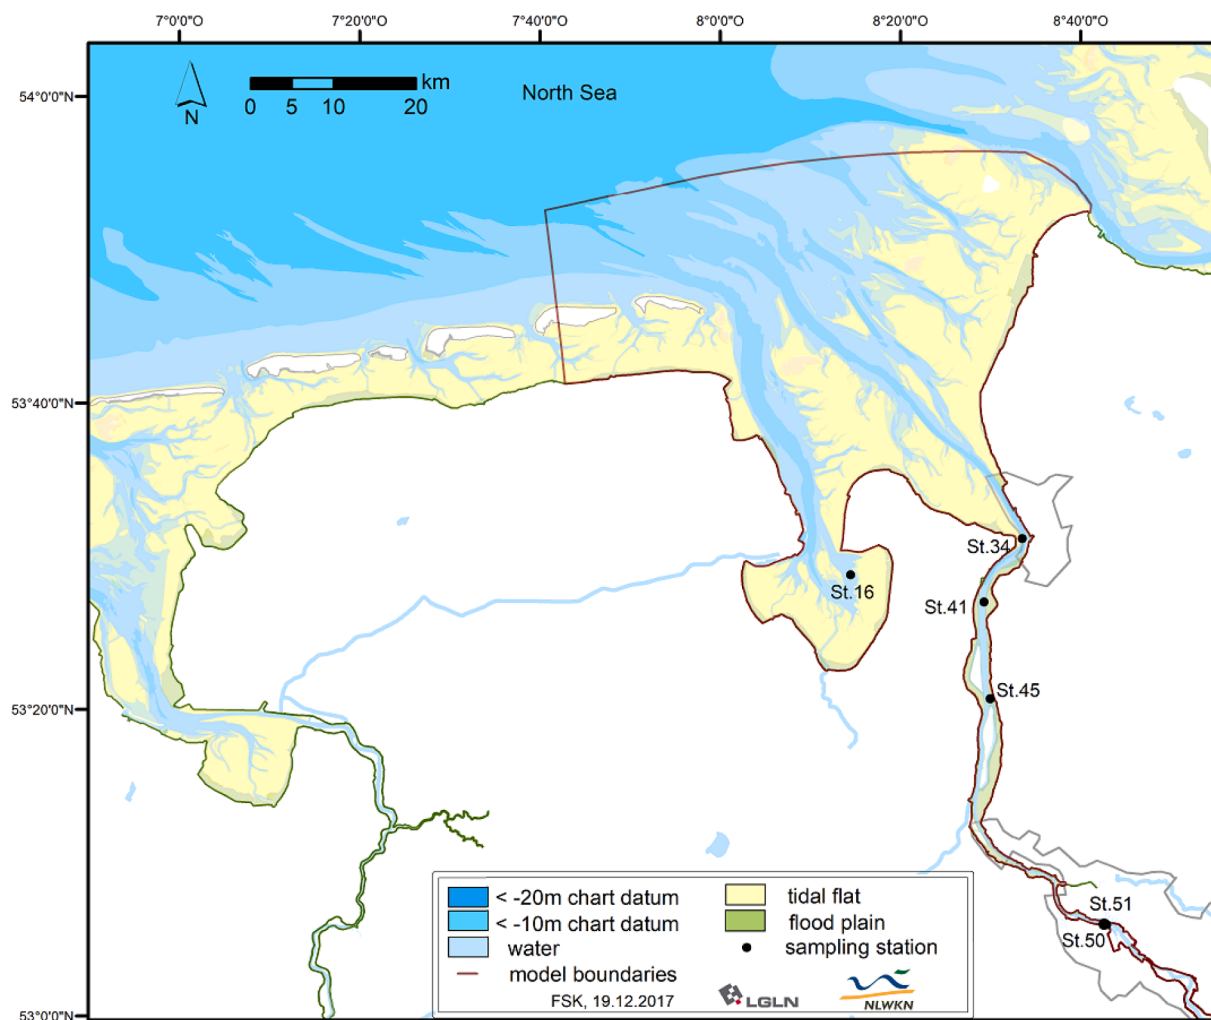 7°0'0"O 7°20'0"O 7°40'0"O 8°00'0"O 8°20'0"O 8°40'0"O
54°0'0"N
km
0 5 10 20
N
North Sea
53°40'0"N
St.34
St.16
St.41
St.45
53°20'0"N
St.51
St.50
< -20m chart datum
< -10m chart datum
water
model boundaries
tidal flat
flood plain
sampling station
FSK, 19.12.2017
LGLN
NLWKN
53°0'0"N